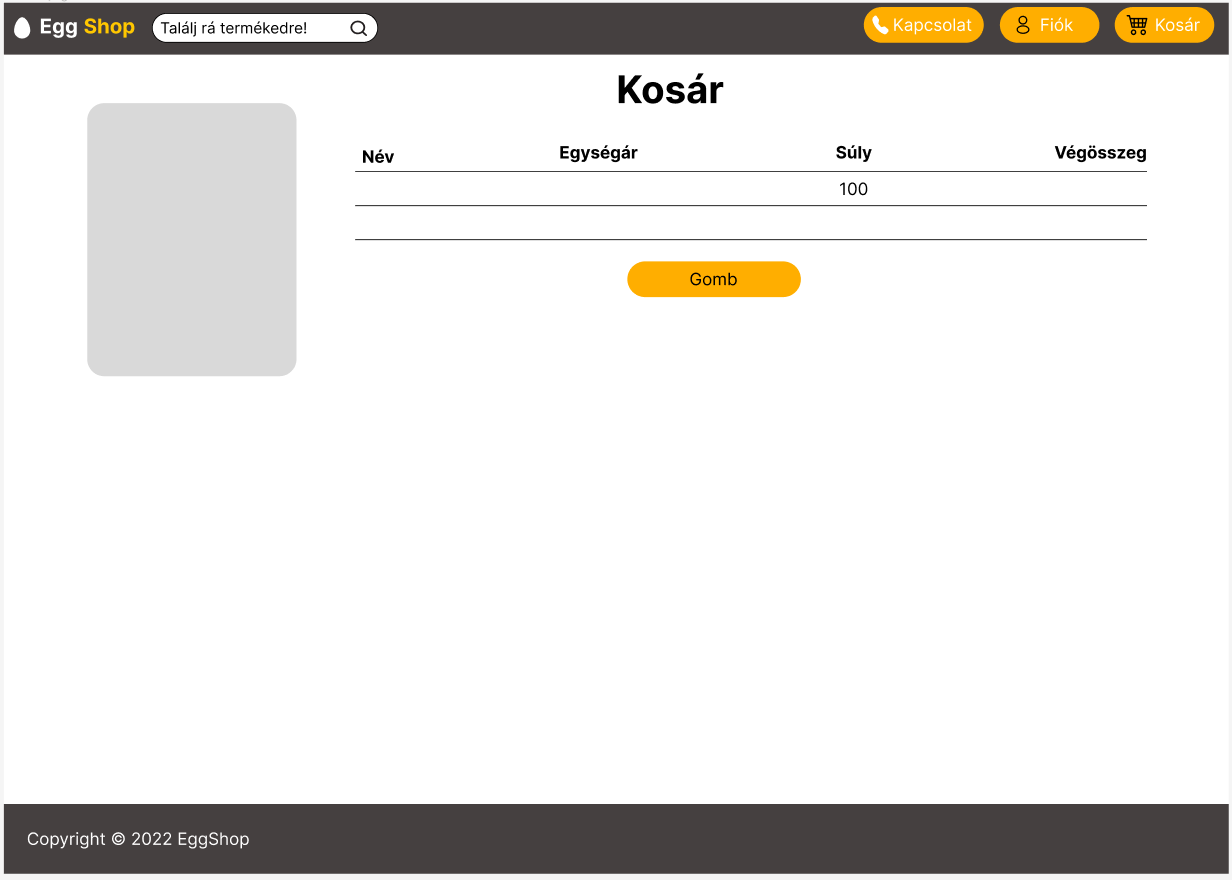 Egg Shop
Találj rá termékedre!
Kapcsolat
Fiók
Kosár
Kosár
Név Egységár Súly Végösszeg
100
Gomb
Copyright © 2022 EggShop